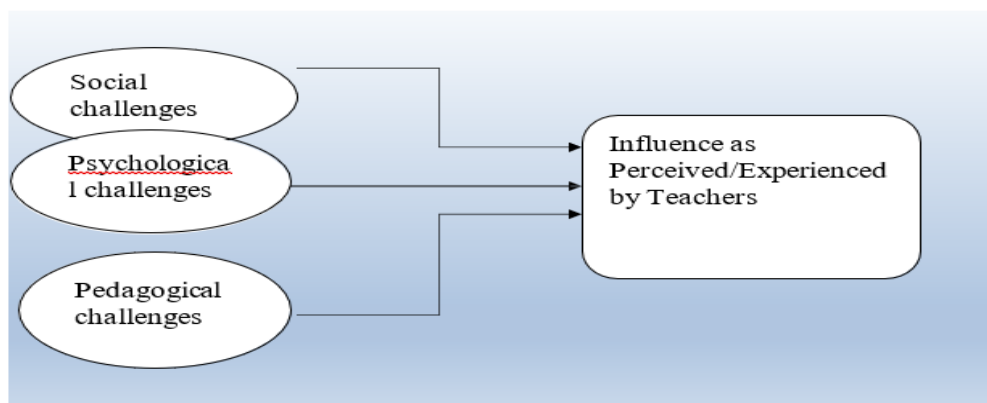 Social
challenges
Psychologica
l challenges
Pedagogical
challenges
Influence as
Perceived/Experienced
by Teachers